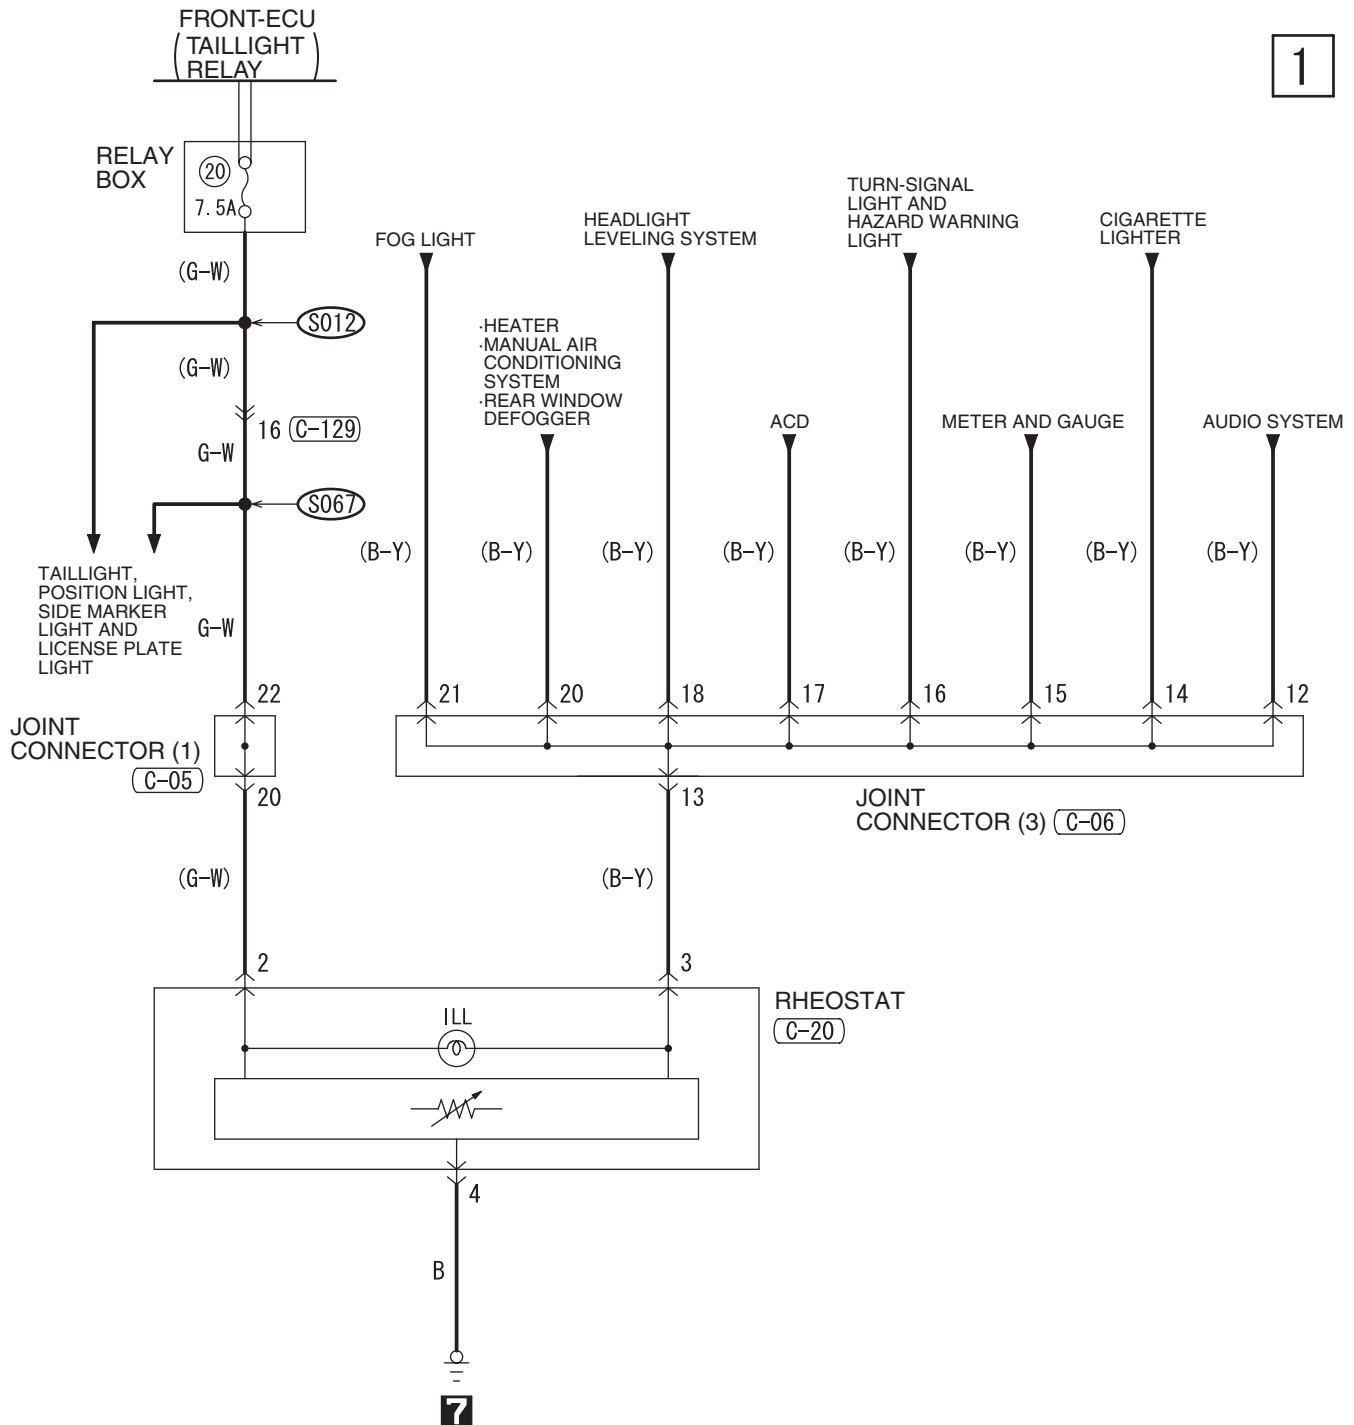 FRONT-ECU
(TAILLIGHT
RELAY)
1
RELAY
BOX
20
7.5A
(G-W)
S012
(G-W)
16 C-129
G-W
S067
TAILLIGHT,
POSITION LIGHT,
SIDE MARKER
LIGHT AND
LICENSE PLATE
LIGHT
G-W
FOG LIGHT
·HEATER
·MANUAL AIR
CONDITIONING
SYSTEM
·REAR WINDOW
DEFOGGER
HEADLIGHT
LEVELING SYSTEM
ACD
TURN-SIGNAL
LIGHT AND
HAZARD WARNING
LIGHT
METER AND GAUGE
CIGARETTE
LIGHTER
AUDIO SYSTEM
(B-Y) (B-Y) (B-Y) (B-Y) (B-Y) (B-Y) (B-Y) (B-Y)
22 21 20 18 17 16 15 14 12
JOINT
CONNECTOR (1)
C-05
20
13
JOINT
CONNECTOR (3) C-06
(G-W)
(B-Y)
2
3
RHEOSTAT
C-20
ILL
4
B
7